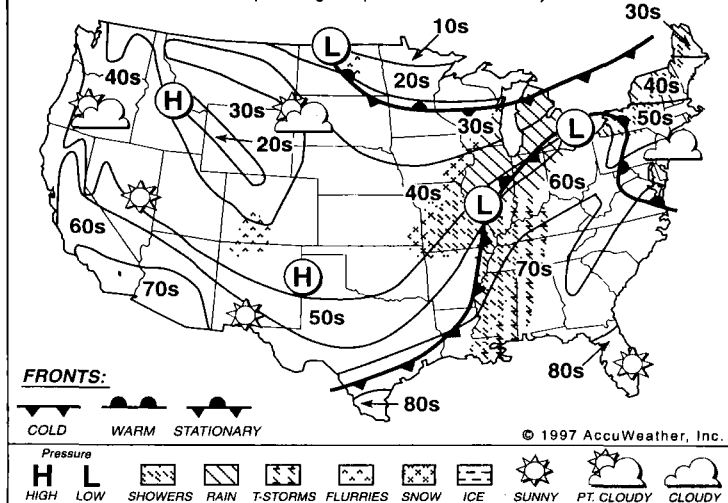 30s
10s
L
40s
20s
40s
H
30s
30s
50s
L
20s
60s
40s
L
60s
70s
H
70s
50s
80s
80s
FRONTS:
COLD WARM STATIONARY
© 1997 AccuWeather, Inc.
Pressure
H L
HIGH LOW SHOWERS RAIN T-STORMS FLURRIES SNOW ICE SUNNY PT. CLOUDY CLOUDY